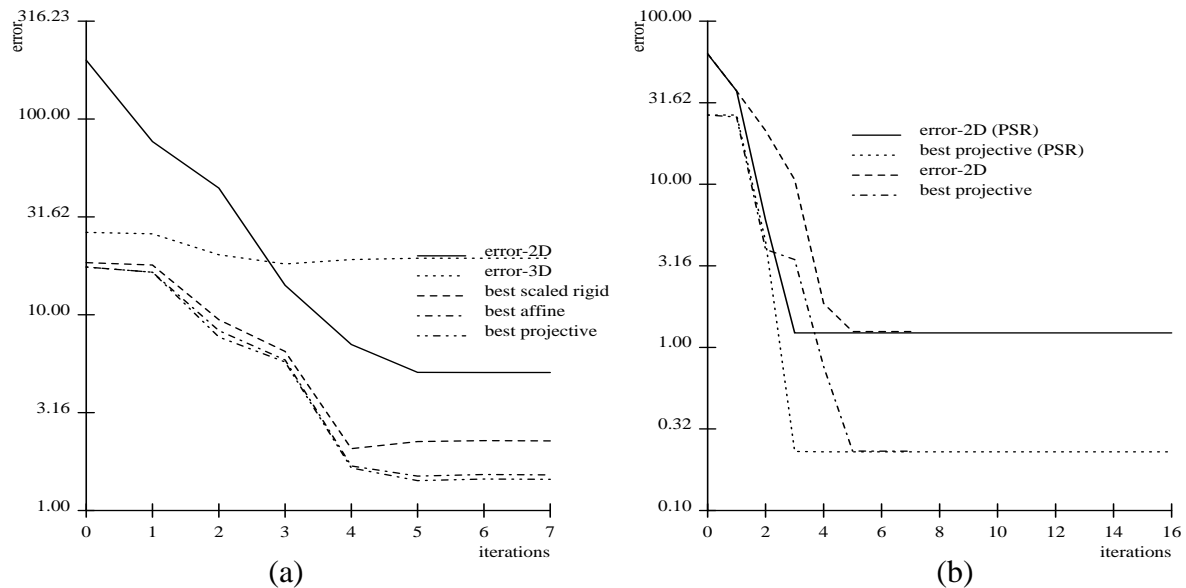 error
316.23
100.00
31.62
10.00
3.16
1.00
0
1
2
3
4
5
6
7
iterations
error-2D
error-3D
best scaled rigid
best affine
best projective
(a)
error
100.00
31.62
10.00
3.16
1.00
0.32
0.10
0
2
4
6
8
10
12
14
16
iterations
error-2D (PSR)
best projective (PSR)
error-2D
best projective
(b)